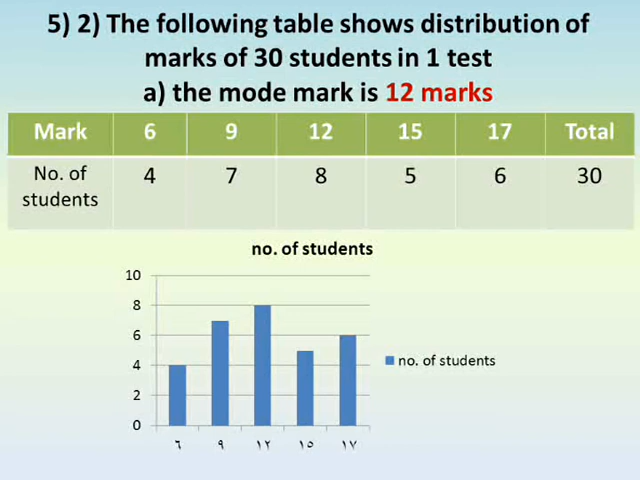 5) 2) The following table shows distribution of
marks of 30 students in 1 test
a) the mode mark is 12 marks
Mark 6 9 12 15 17 Total
No. of students 4 7 8 5 6 30
no. of students
10
8
6
4
2
0
٦ ٩ ١٢ ١٥ ١٧
no. of students